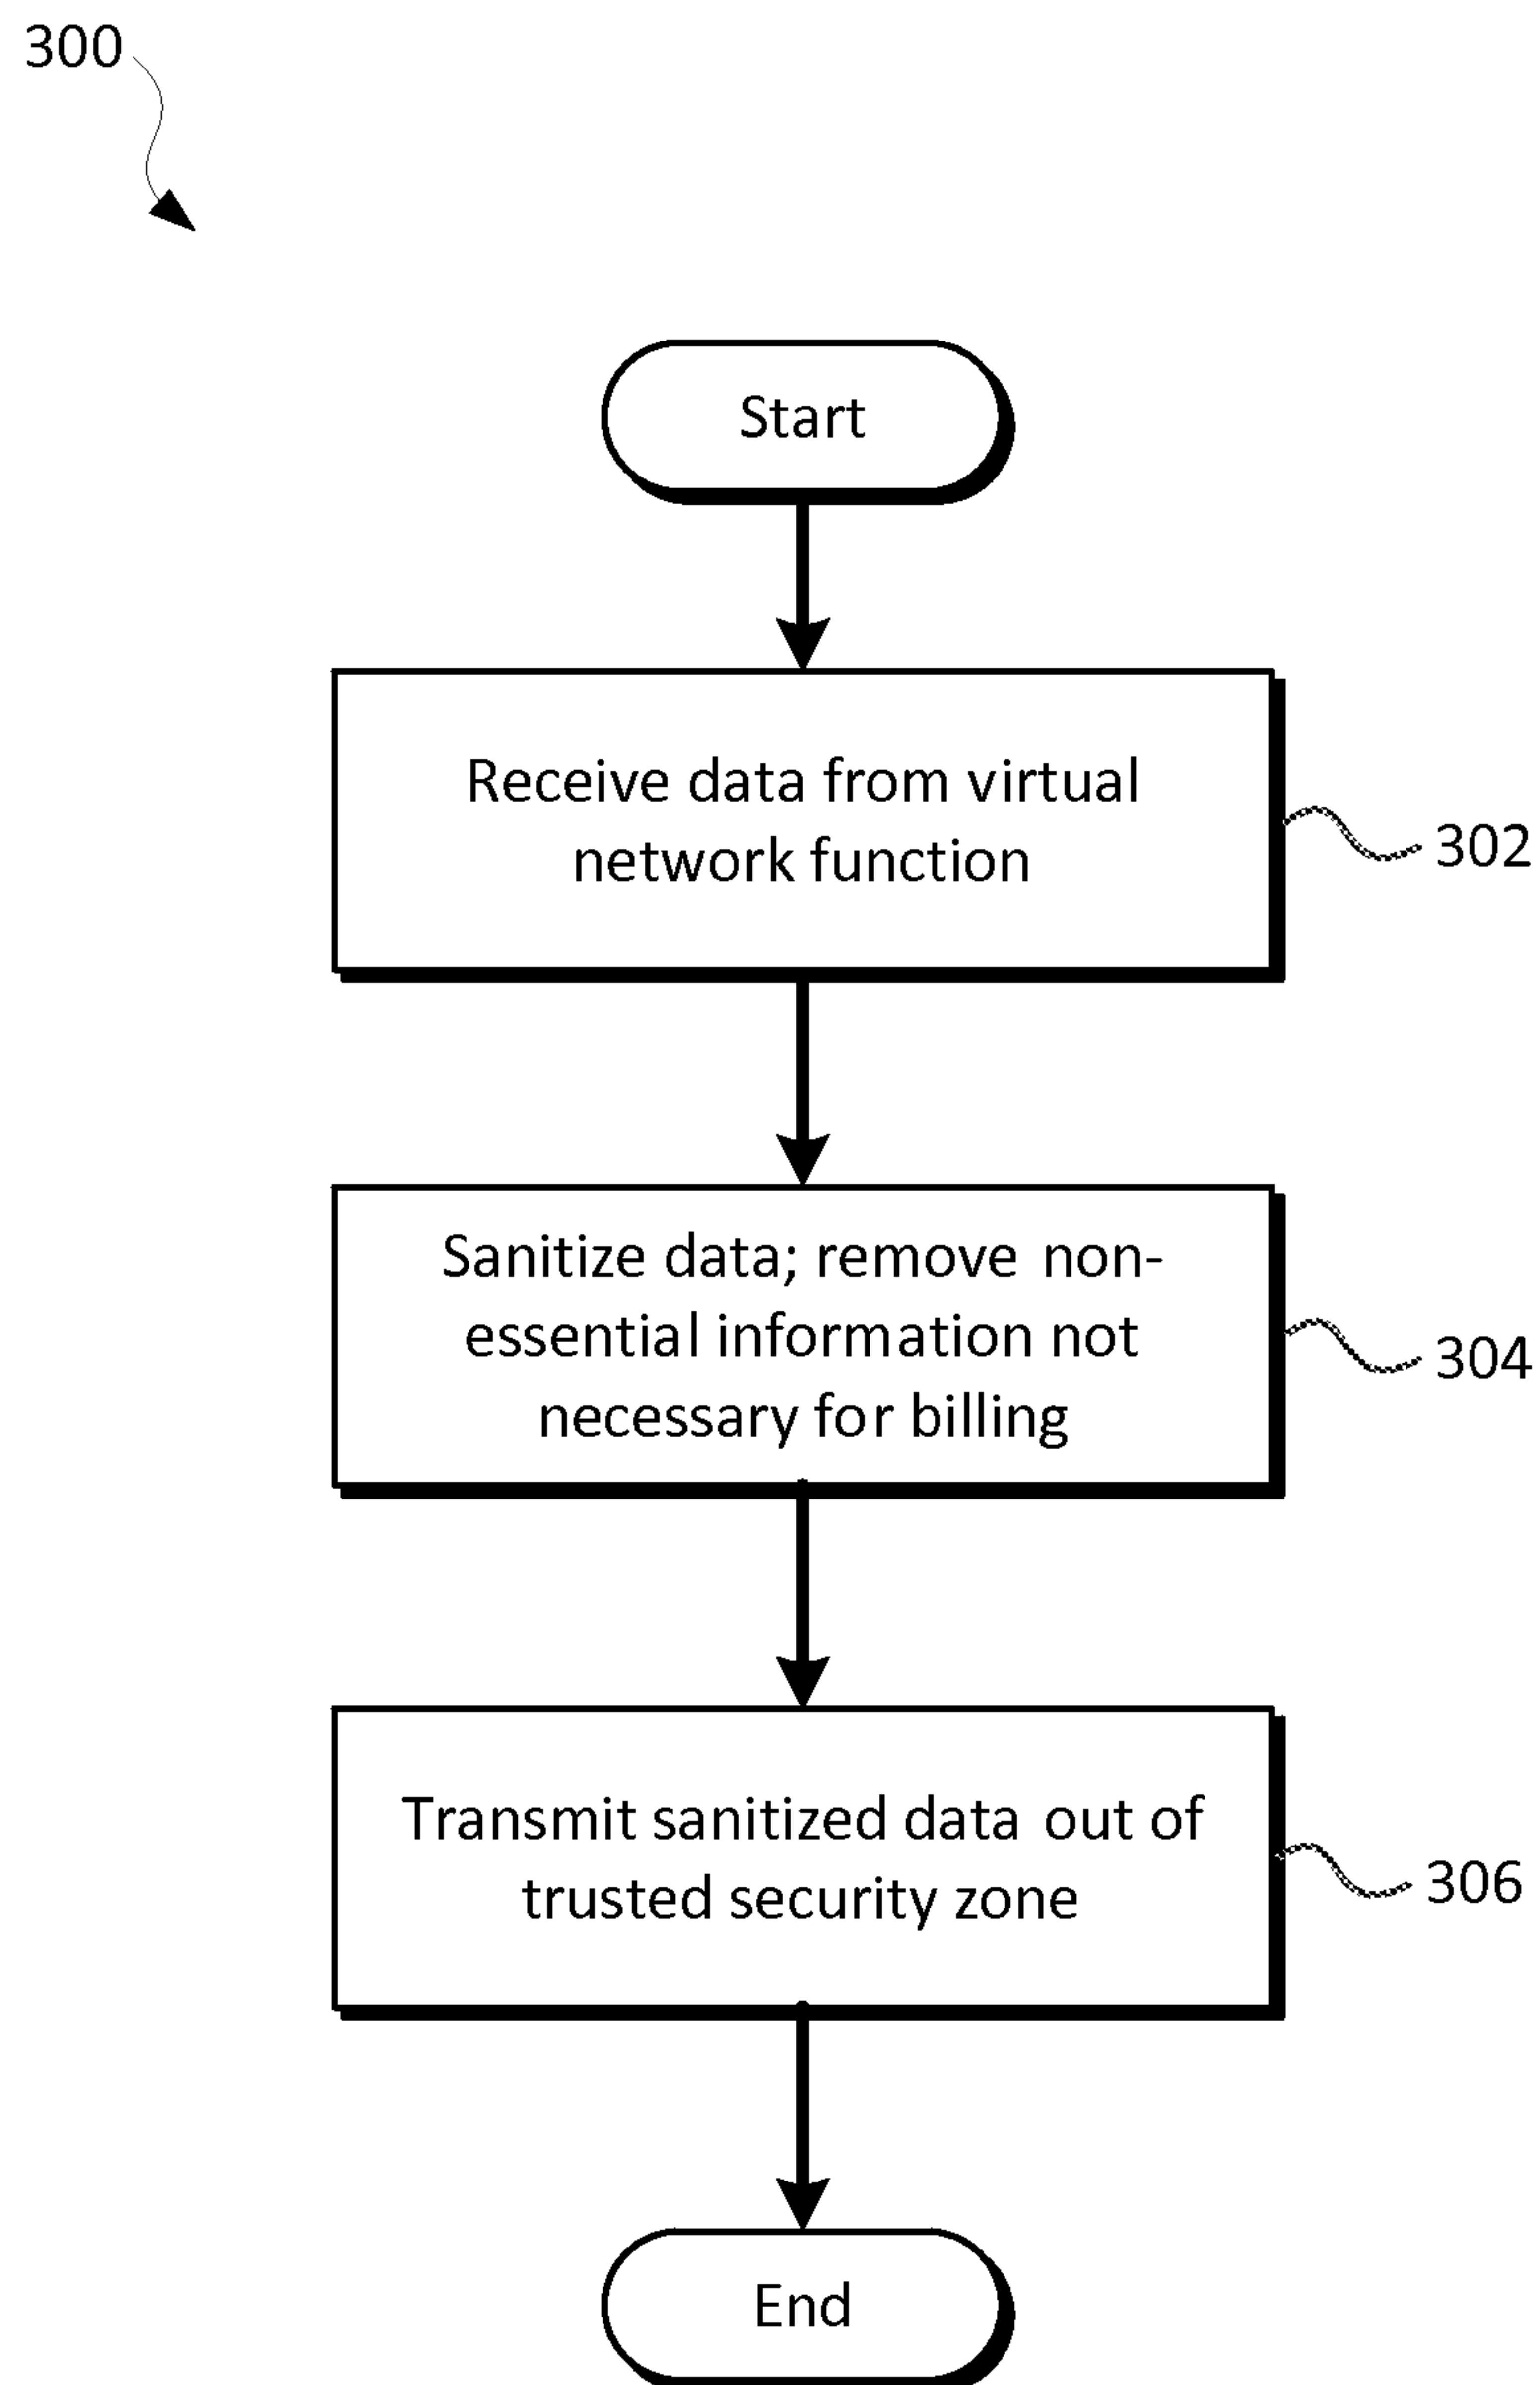 300
Start
Receive data from virtual
network function
302
Sanitize data; remove non-
essential information not
necessary for billing
304
Transmit sanitized data out of
trusted security zone
306
End